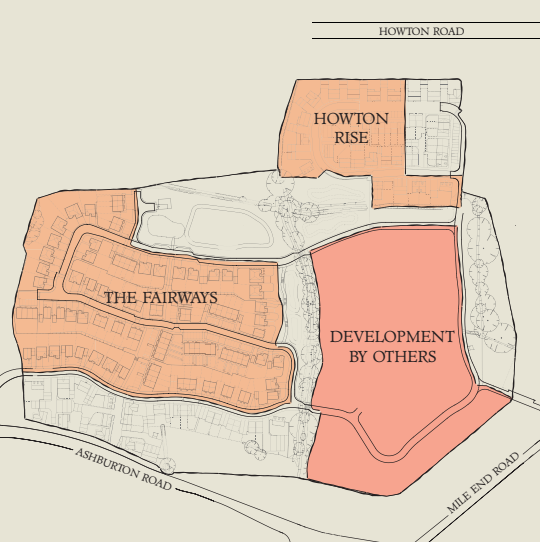 HOWTON ROAD
HOWTON
RISE
THE FAIRWAYS
DEVELOPMENT
BY OTHERS
ASHBURTON ROAD
MILE END ROAD